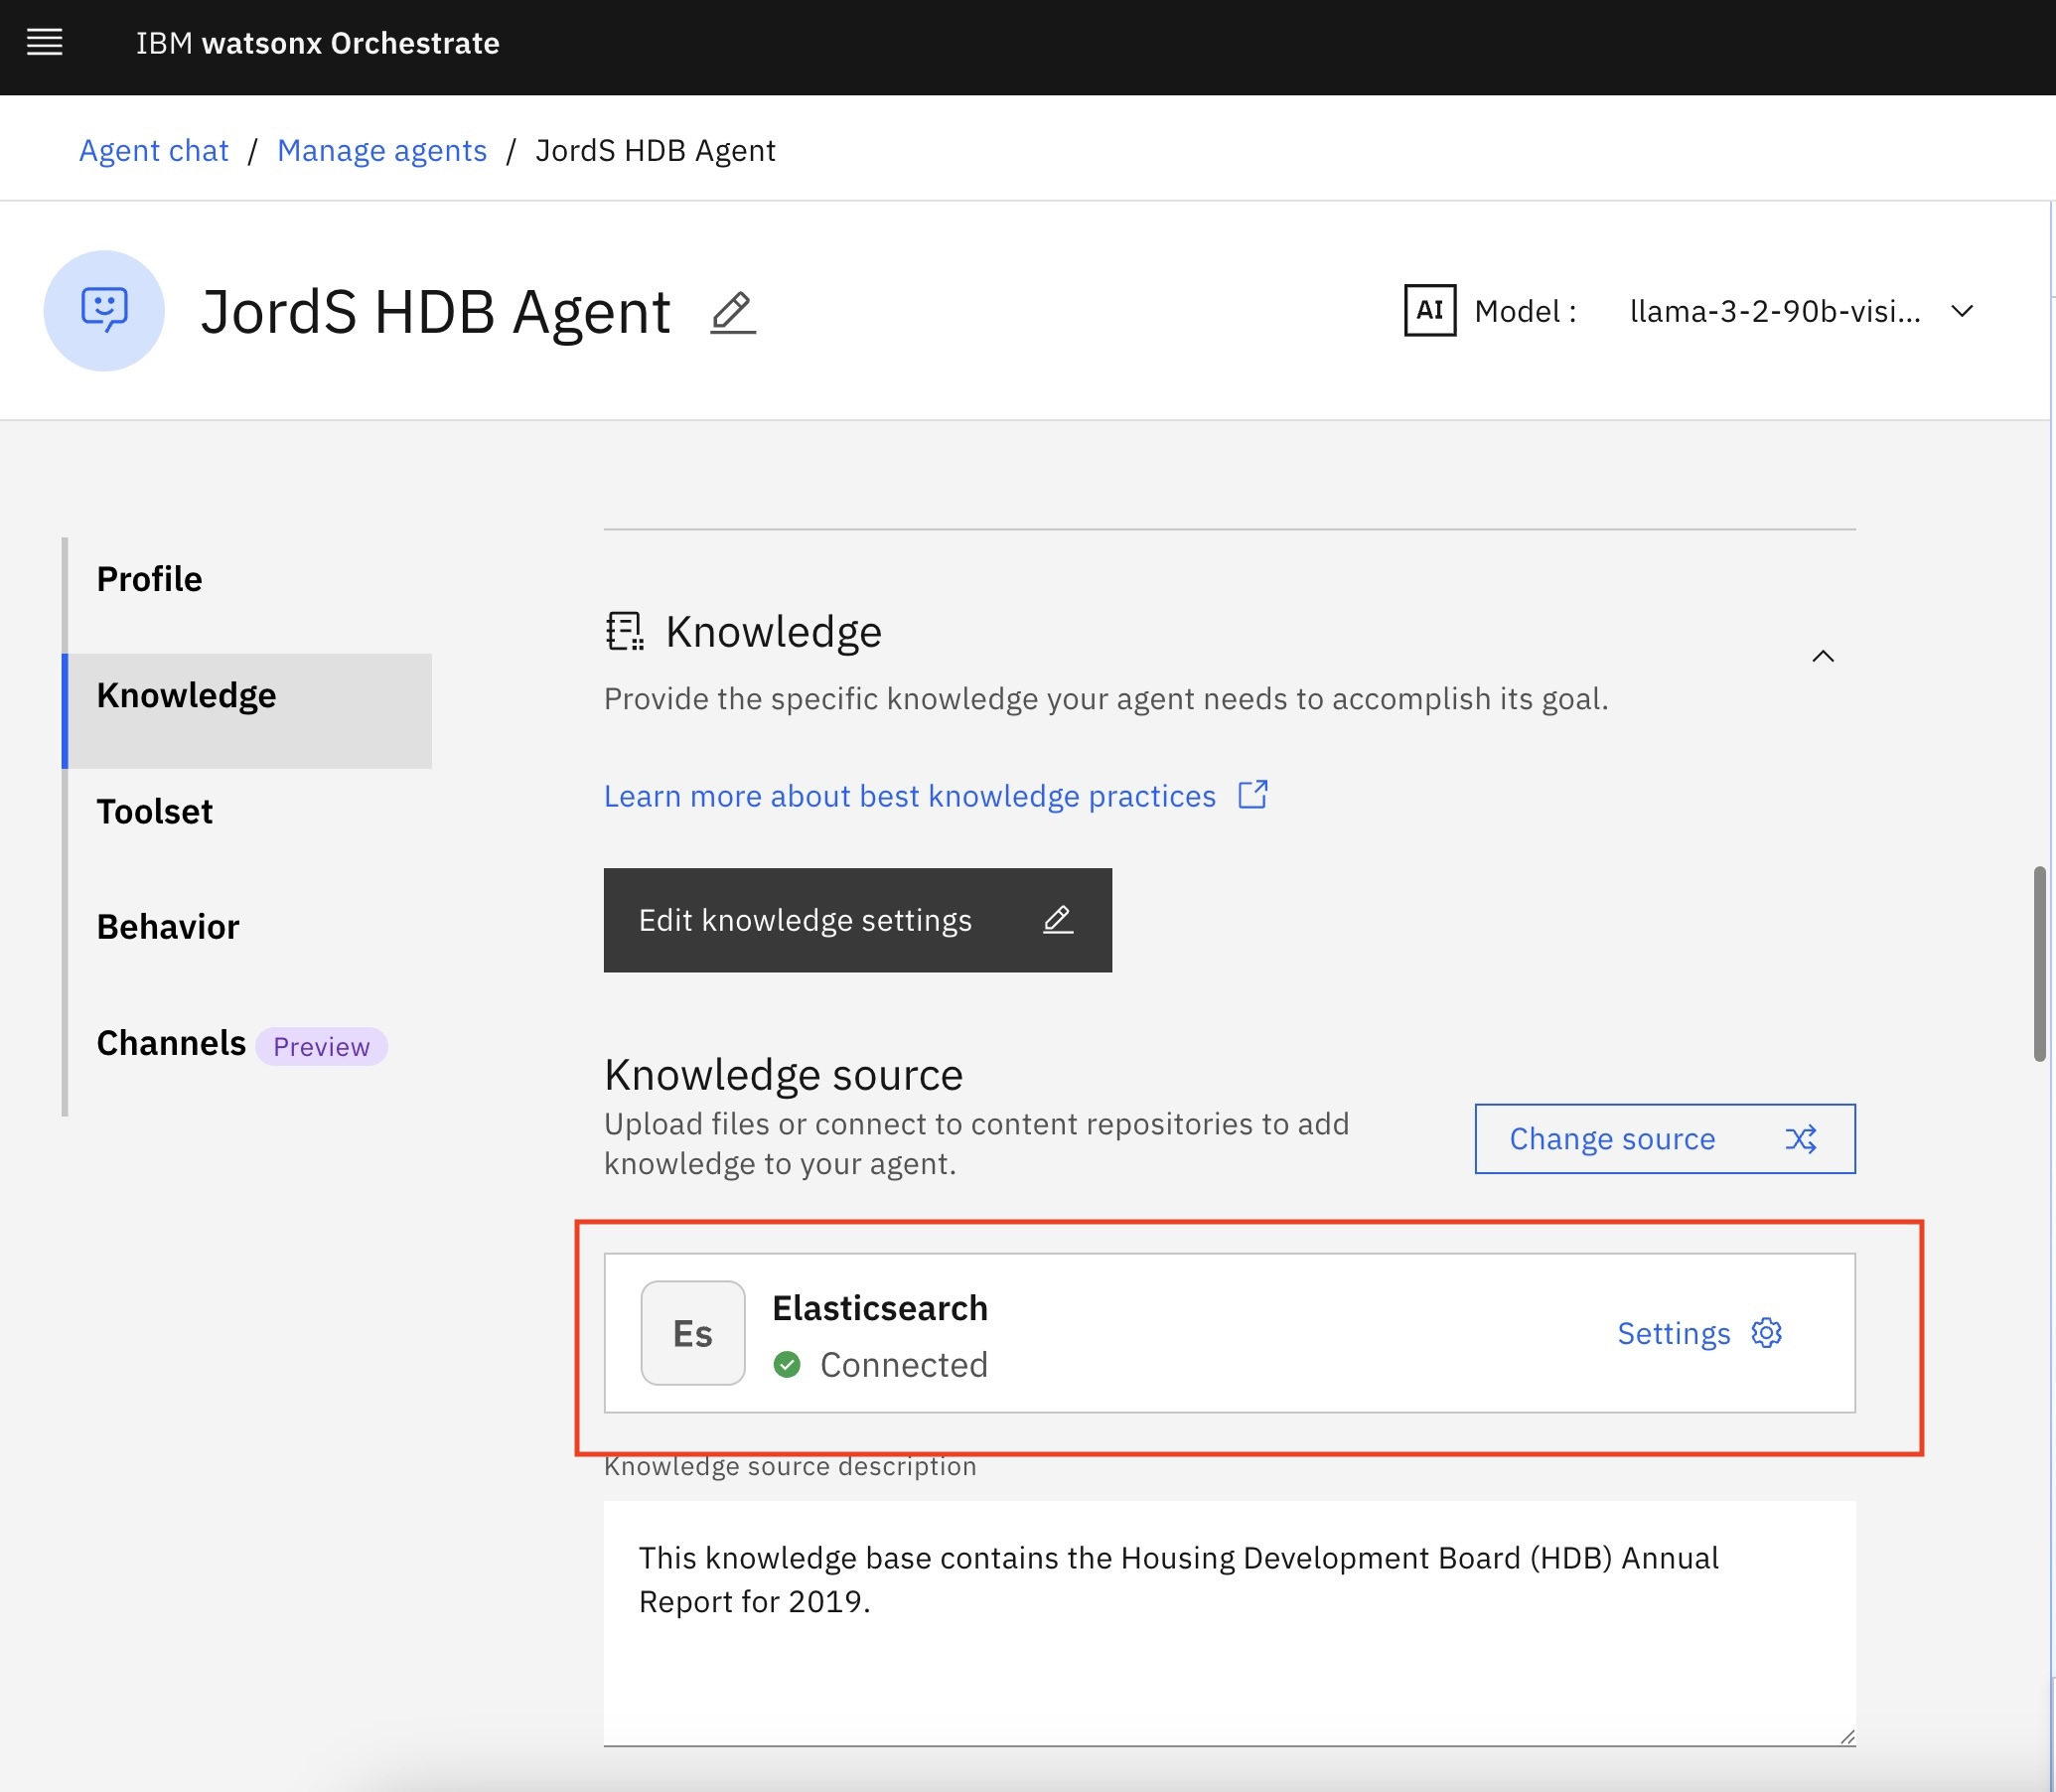 IBM watsonx Orchestrate
Agent chat / Manage agents / JordS HDB Agent
JordS HDB Agent
AI Model : llama-3-2-90b-visi...
Profile
Knowledge
Toolset
Behavior
Channels Preview
Knowledge
Provide the specific knowledge your agent needs to accomplish its goal.
Learn more about best knowledge practices
Edit knowledge settings
Knowledge source
Upload files or connect to content repositories to add
knowledge to your agent.
Change source
Es
Elasticsearch
Connected
Settings
Knowledge source description
This knowledge base contains the Housing Development Board (HDB) Annual
Report for 2019.